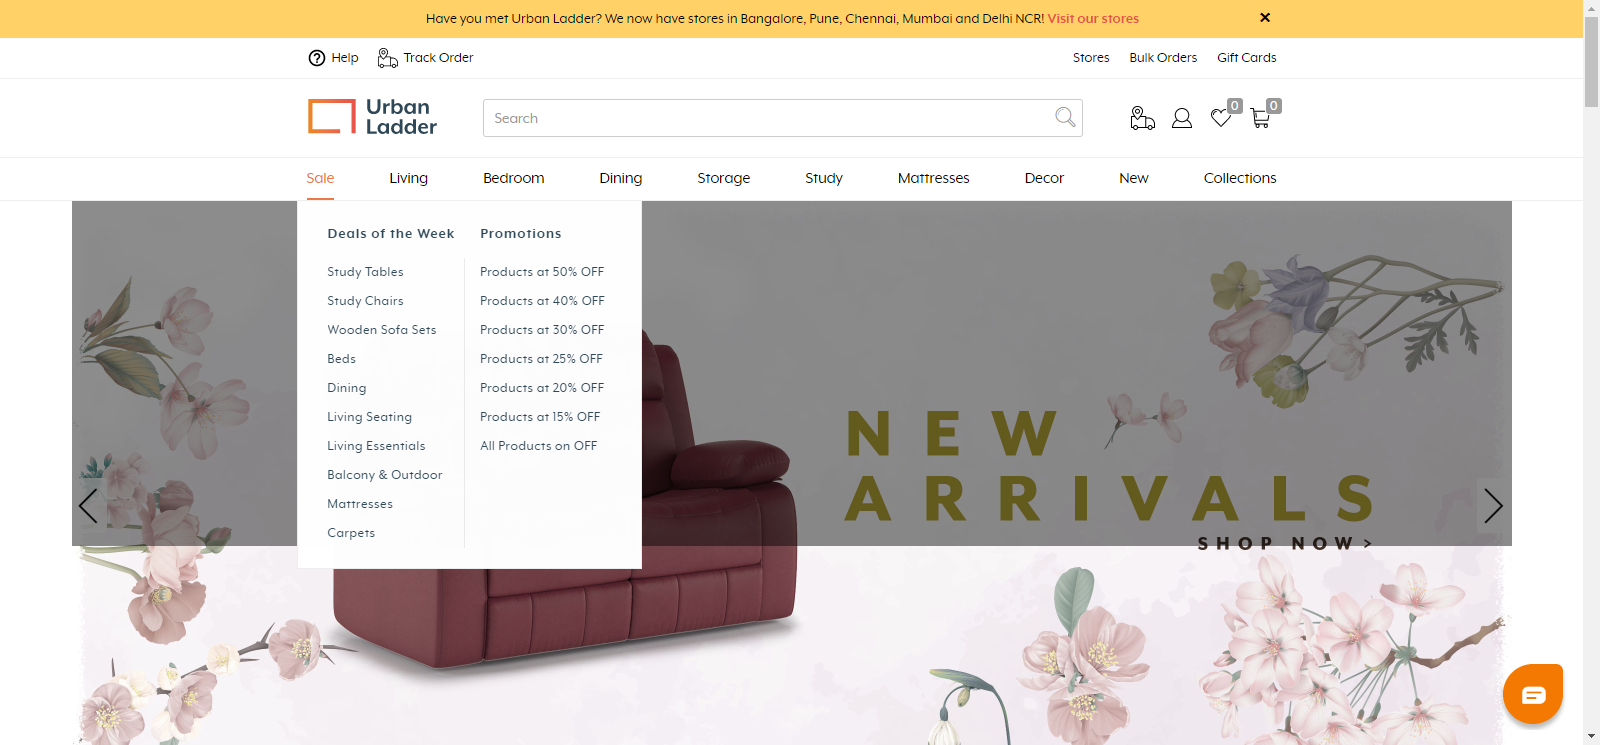 Have you met Urban Ladder? We now have stores in Bangalore, Pune, Chennai, Mumbai and Delhi NCR! Visit our stores
Help
Track Order
Stores
Bulk Orders
Gift Cards
Urban
Ladder
Search
0
0
Sale
Living
Bedroom
Dining
Storage
Study
Mattresses
Decor
New
Collections
Deals of the Week
Study Tables
Study Chairs
Wooden Sofa Sets
Beds
Dining
Living Seating
Living Essentials
Balcony & Outdoor
Mattresses
Carpets
Promotions
Products at 50% OFF
Products at 40% OFF
Products at 30% OFF
Products at 25% OFF
Products at 20% OFF
Products at 15% OFF
All Products on OFF
NEW
ARRIVALS
SHOP NOW >